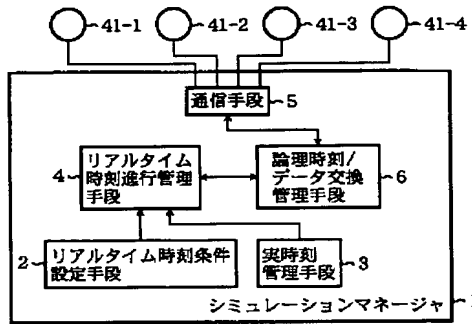 41-1
41-2
41-3
41-4
通信手段
5
リアルタイム
時刻進行管理
手段
4
論理時刻/
データ交換
管理手段
6
リアルタイム時刻条件
設定手段
2
実時刻
管理手段
3
シミュレーションマネージャ
1